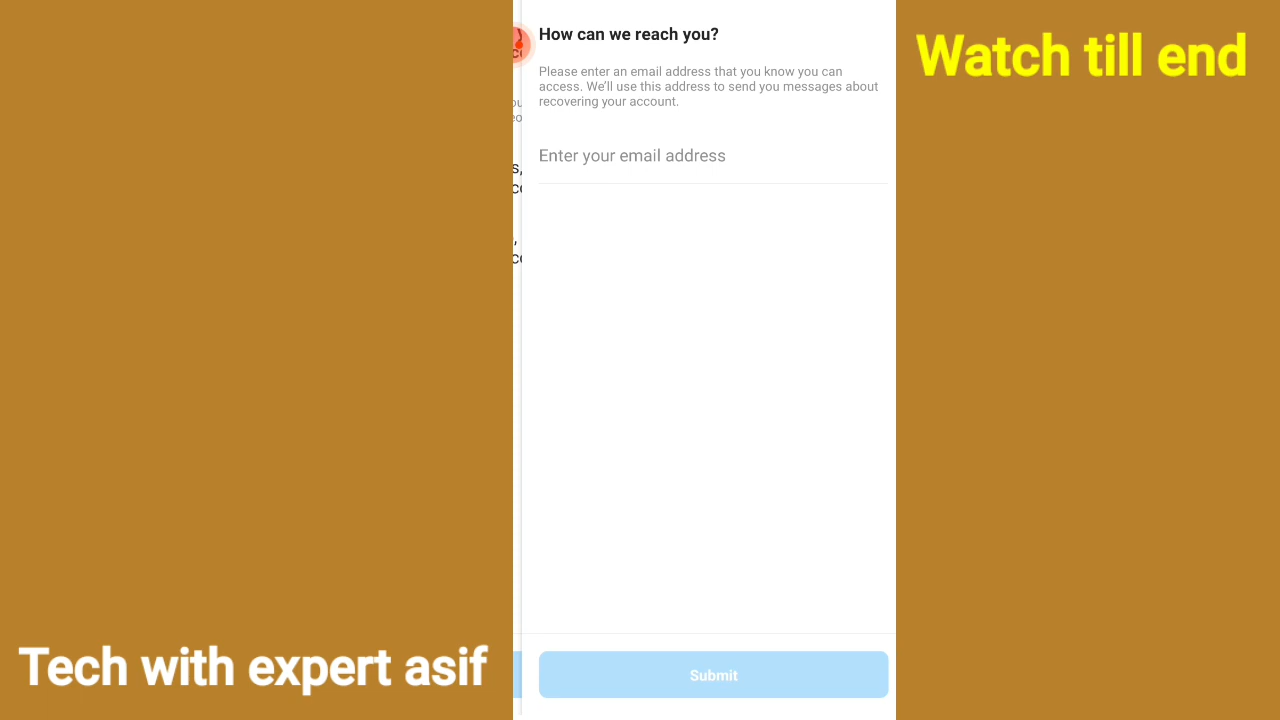 How can we reach you?
Please enter an email address that you know you can
access. We'll use this address to send you messages about
recovering your account.
Enter your email address
Submit
Watch till end
Tech with expert asif